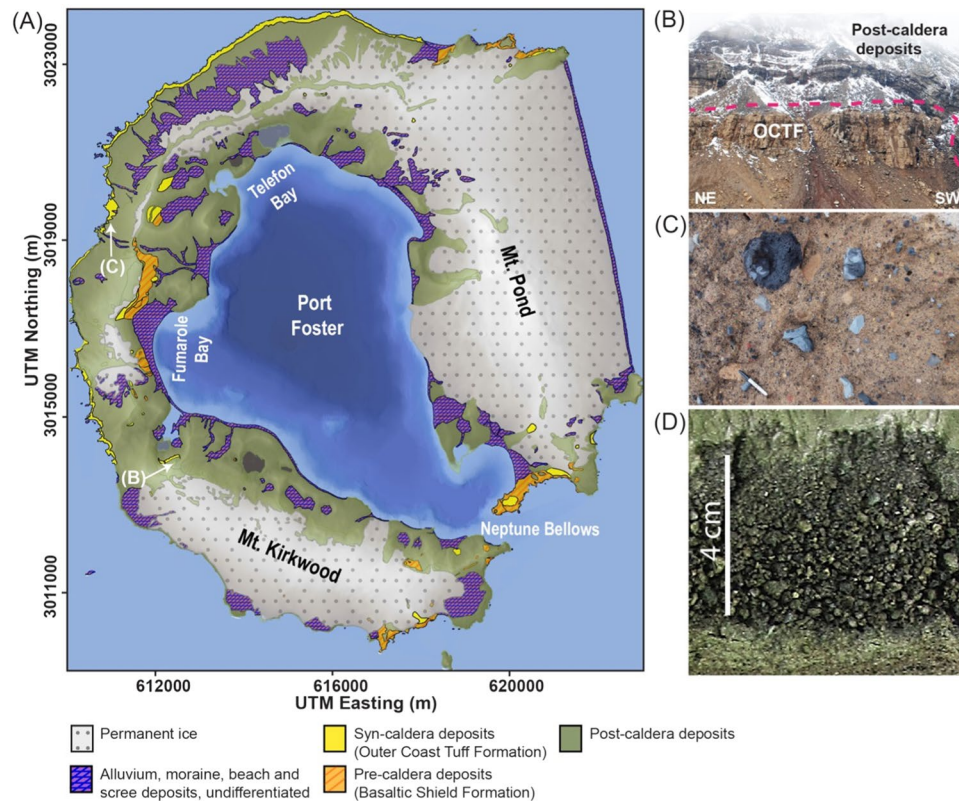 (A)
3023000
3019000
3015000
3011000
UTM Northing (m)
Telefon
Bay
(C)
Mt. Pond
Port
Foster
Fumarole
Bay
(B)
Neptune Bellows
Mt. Kirkwood
612000
616000
620000
UTM Easting (m)
(B)
Post-caldera
deposits
OCTF
NE
SW
(C)
(D)
4 cm
Permanent ice
Alluvium, moraine, beach and
scree deposits, undifferentiated
Syn-caldera deposits
(Outer Coast Tuff Formation)
Pre-caldera deposits
(Basaltic Shield Formation)
Post-caldera deposits